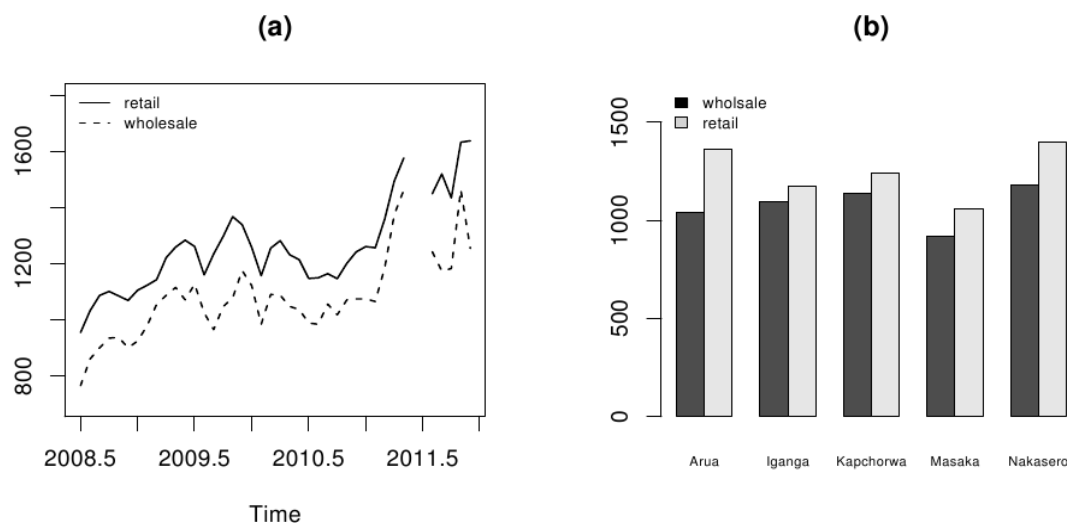 (a)
retail
wholesale
1600
1200
800
2008.5 2009.5 2010.5 2011.5
Time
(b)
wholsale
retail
1500
1000
500
0
Arua Iganga Kapchorwa Masaka Nakasero